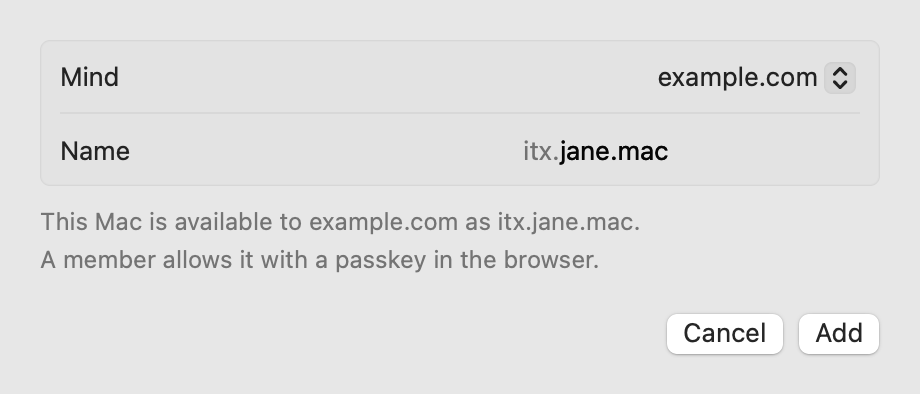 Mind example.com
Name itx.jane.mac
This Mac is available to example.com as itx.jane.mac.
A member allows it with a passkey in the browser.
Cancel Add